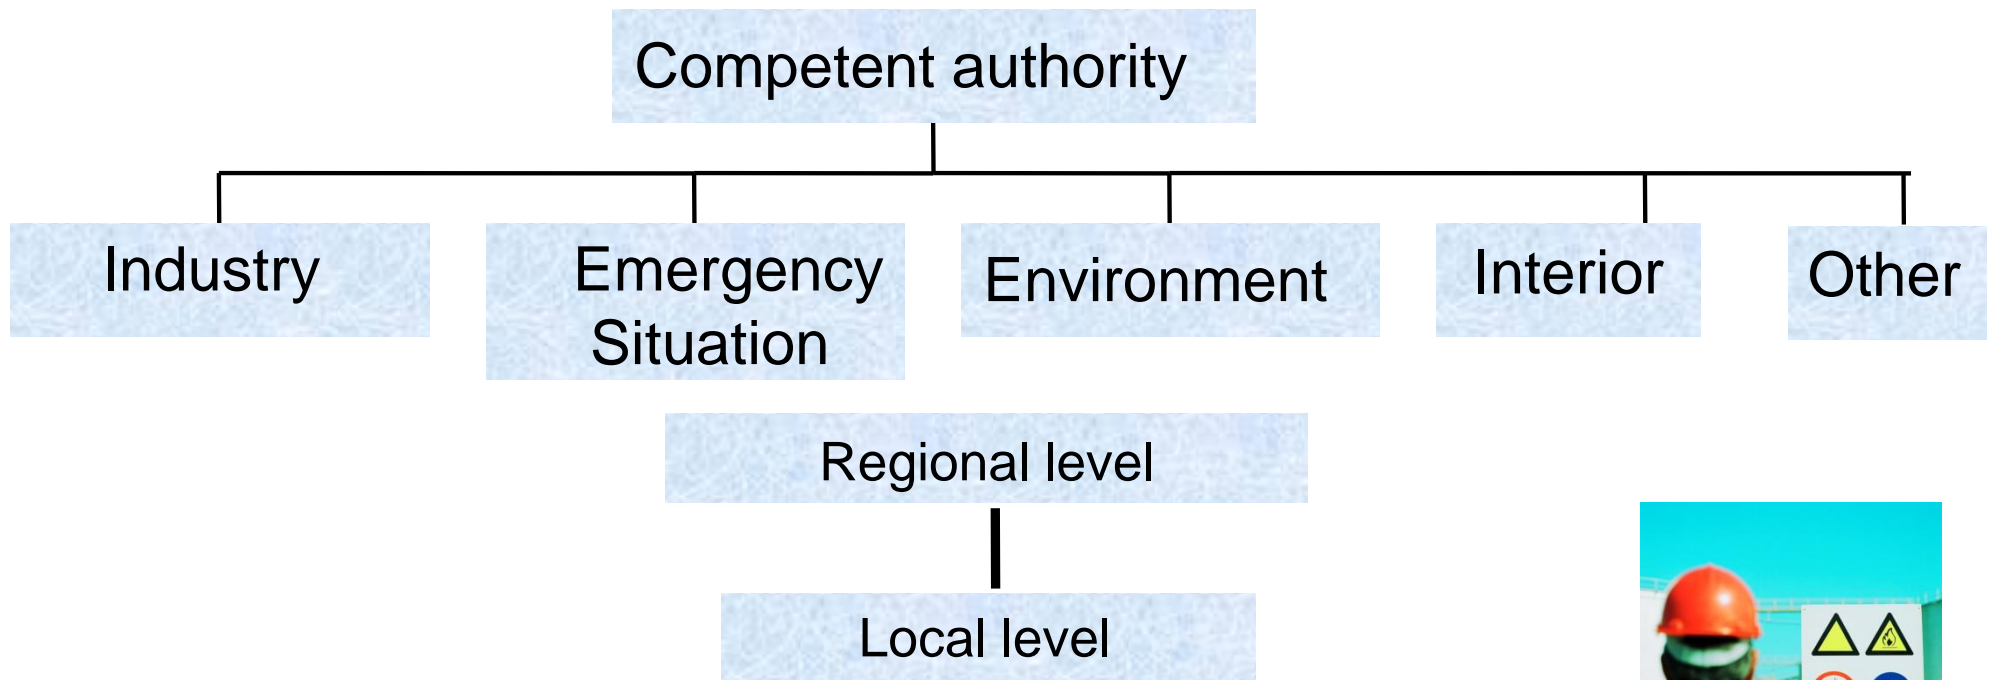 Competent authority
Industry
Emergency
Situation
Environment
Interior
Other
Regional level
Local level